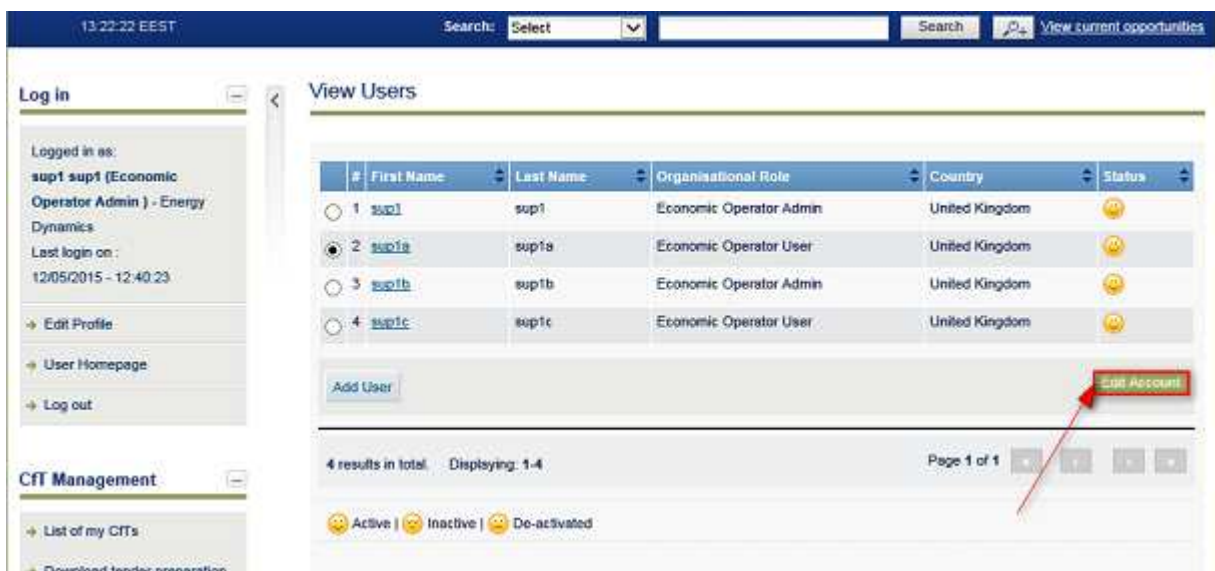 13:22:22 EEST Search: Select Search View current opportunities
Log in
Logged in as:
sup1 sup1 (Economic
Operator Admin ) - Energy
Dynamics
Last login on :
12/05/2015 - 12:40:23
Edit Profile
User Homepage
Log out
CfT Management
List of my CfTs
Download tender preparation
View Users
# First Name Last Name Organisational Role Country Status
1 sup1 sup1 Economic Operator Admin United Kingdom
2 sup1a sup1a Economic Operator User United Kingdom
3 sup1b sup1b Economic Operator Admin United Kingdom
4 sup1c sup1c Economic Operator User United Kingdom
Add User Edit Account
4 results in total. Displaying: 1-4 Page 1 of 1
Active | Inactive | De-activated